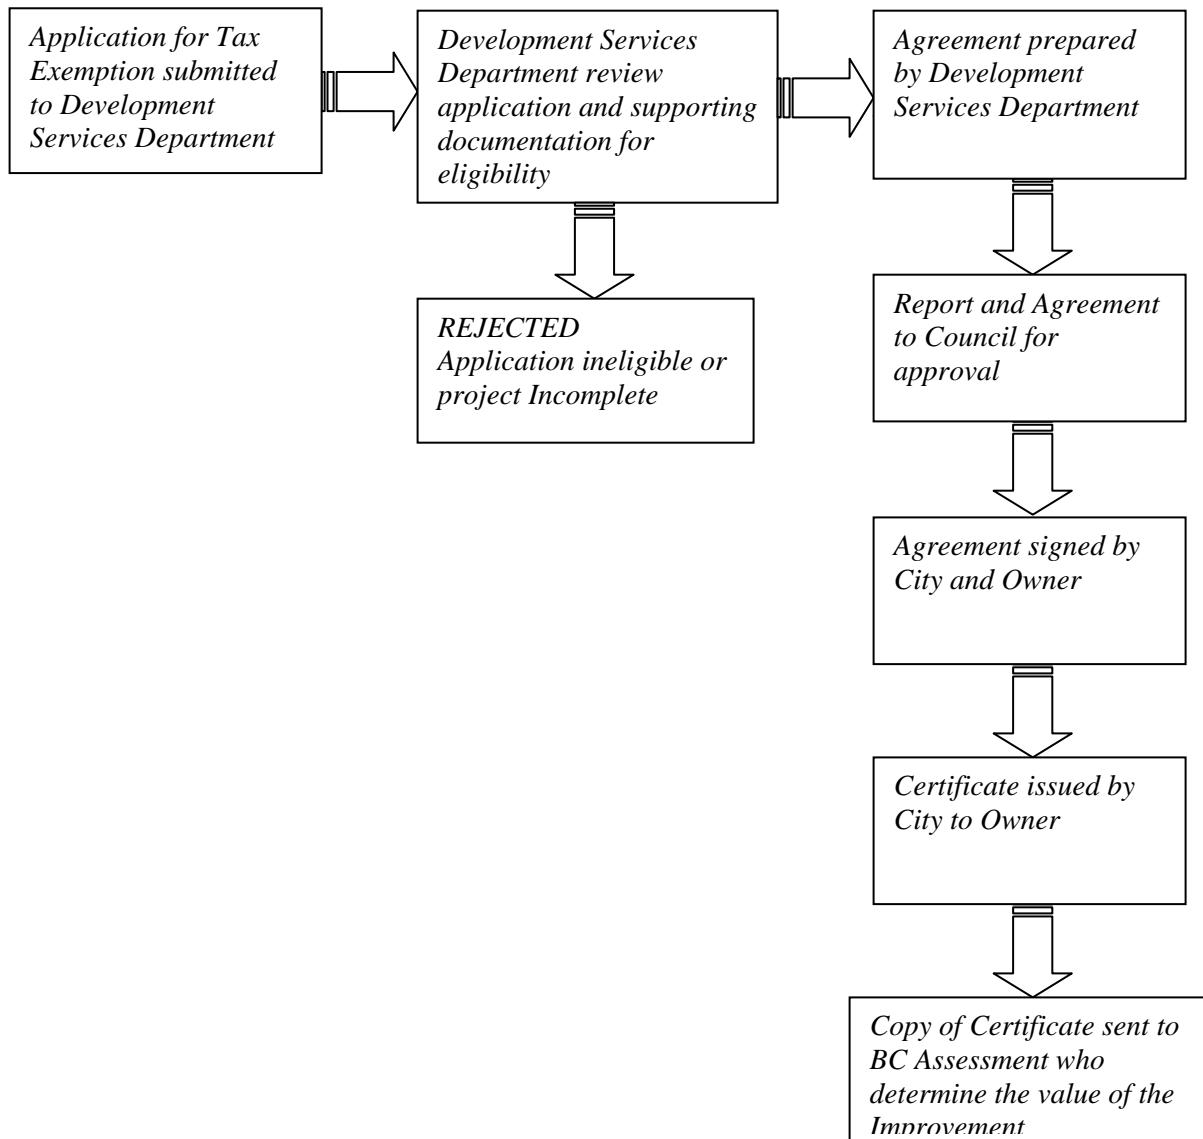 Application for Tax
Exemption submitted
to Development
Services Department
Development Services
Department review
application and supporting
documentation for
eligibility
Agreement prepared
by Development
Services Department
REJECTED
Application ineligible or
project Incomplete
Report and Agreement
to Council for
approval
Agreement signed by
City and Owner
Certificate issued by
City to Owner
Copy of Certificate sent to
BC Assessment who
determine the value of the
Improvement